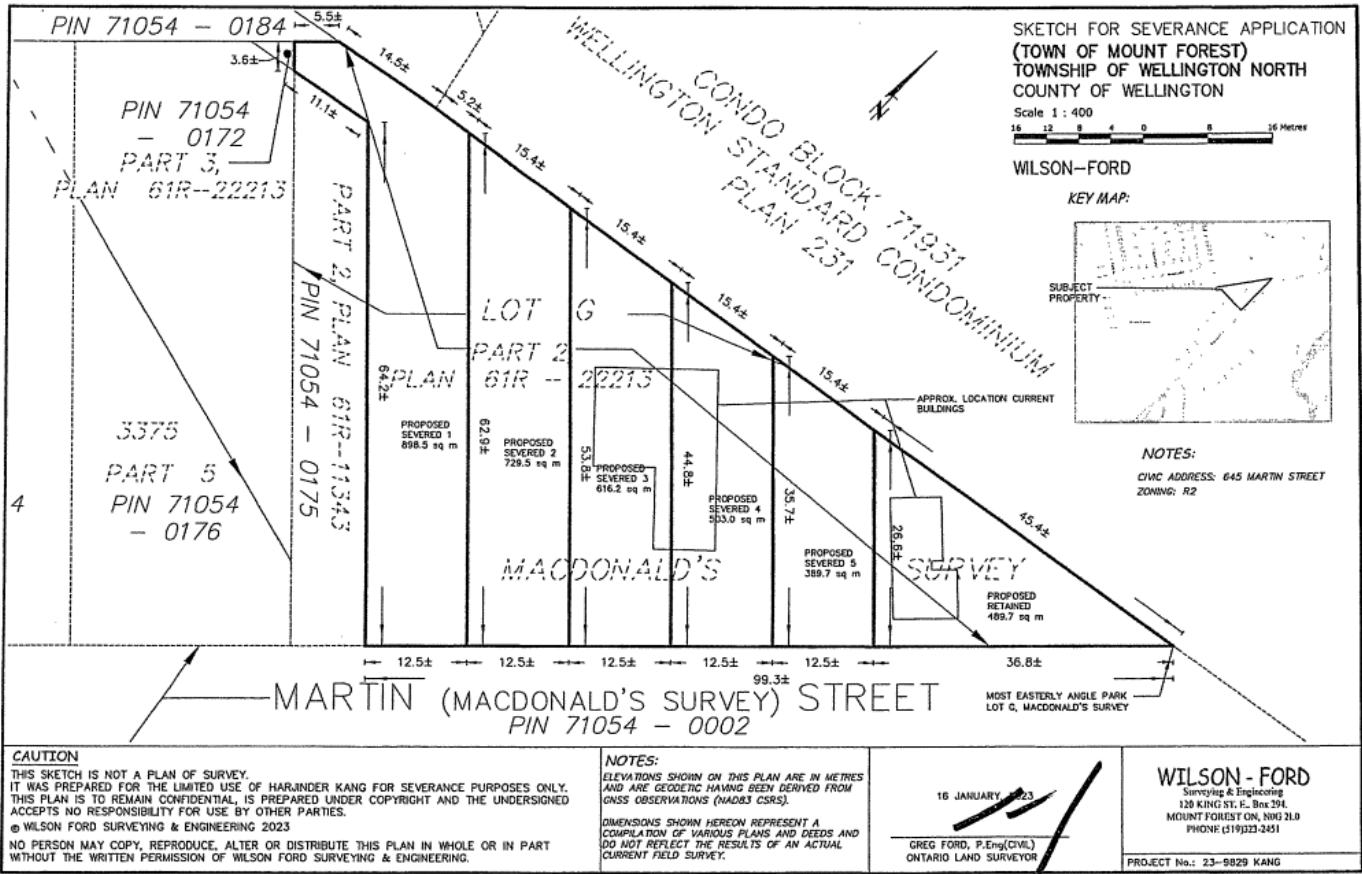 PIN 71054 - 0184
5.5±
3.6±
14.5±
11.1±
5.2±
15.4±
15.4±
15.4±
15.4±
45.4±
PIN 71054
- 0172
PART 3,
PLAN 61R--22213
PART 2, PLAN 61R--11343
PIN 71054 - 0175
3375
PART 5
PIN 71054
- 0176
4
WELLINGTON STANDARD CONDOMINIUM
CONDO BLOCK 71931
PLAN 231
N
LOT G
PART 2
PLAN 61R -- 22213
64.2±
62.9±
53.8±
44.8±
35.7±
26.6±
PROPOSED
SEVERED 1
898.5 sq m
PROPOSED
SEVERED 2
729.5 sq m
PROPOSED
SEVERED 3
616.2 sq m
PROPOSED
SEVERED 4
503.0 sq m
PROPOSED
SEVERED 5
389.7 sq m
PROPOSED
RETAINED
489.7 sq m
APPROX. LOCATION CURRENT
BUILDINGS
MACDONALD'S SURVEY
12.5±
12.5±
12.5±
12.5±
12.5±
36.8±
99.3±
MARTIN (MACDONALD'S SURVEY) STREET
PIN 71054 - 0002
MOST EASTERLY ANGLE PARK
LOT G, MACDONALD'S SURVEY
SKETCH FOR SEVERANCE APPLICATION
(TOWN OF MOUNT FOREST)
TOWNSHIP OF WELLINGTON NORTH
COUNTY OF WELLINGTON
Scale 1 : 400
16 12 8 4 0 8 16 Metres
WILSON-FORD
KEY MAP:
SUBJECT
PROPERTY
NOTES:
CIVIC ADDRESS: 645 MARTIN STREET
ZONING: R2
CAUTION
THIS SKETCH IS NOT A PLAN OF SURVEY.
IT WAS PREPARED FOR THE LIMITED USE OF HARJINDER KANG FOR SEVERANCE PURPOSES ONLY.
THIS PLAN IS TO REMAIN CONFIDENTIAL, IS PREPARED UNDER COPYRIGHT AND THE UNDERSIGNED
ACCEPTS NO RESPONSIBILITY FOR USE BY OTHER PARTIES.
© WILSON FORD SURVEYING & ENGINEERING 2023
NO PERSON MAY COPY, REPRODUCE, ALTER OR DISTRIBUTE THIS PLAN IN WHOLE OR IN PART
WITHOUT THE WRITTEN PERMISSION OF WILSON FORD SURVEYING & ENGINEERING.
NOTES:
ELEVATIONS SHOWN ON THIS PLAN ARE IN METRES
AND ARE GEODETIC HAVING BEEN DERIVED FROM
GNSS OBSERVATIONS (NAD83 CSRS).
DIMENSIONS SHOWN HEREON REPRESENT A
COMPILATION OF VARIOUS PLANS AND DEEDS AND
DO NOT REFLECT THE RESULTS OF AN ACTUAL
CURRENT FIELD SURVEY.
16 JANUARY, 23
GREG FORD, P.Eng(CIVIL)
ONTARIO LAND SURVEYOR
WILSON - FORD
Surveying & Engineering
120 KING ST. E., Box 294,
MOUNT FOREST ON, N0G 2L0
PHONE (519)323-2451
PROJECT No.: 23-9829 KANG